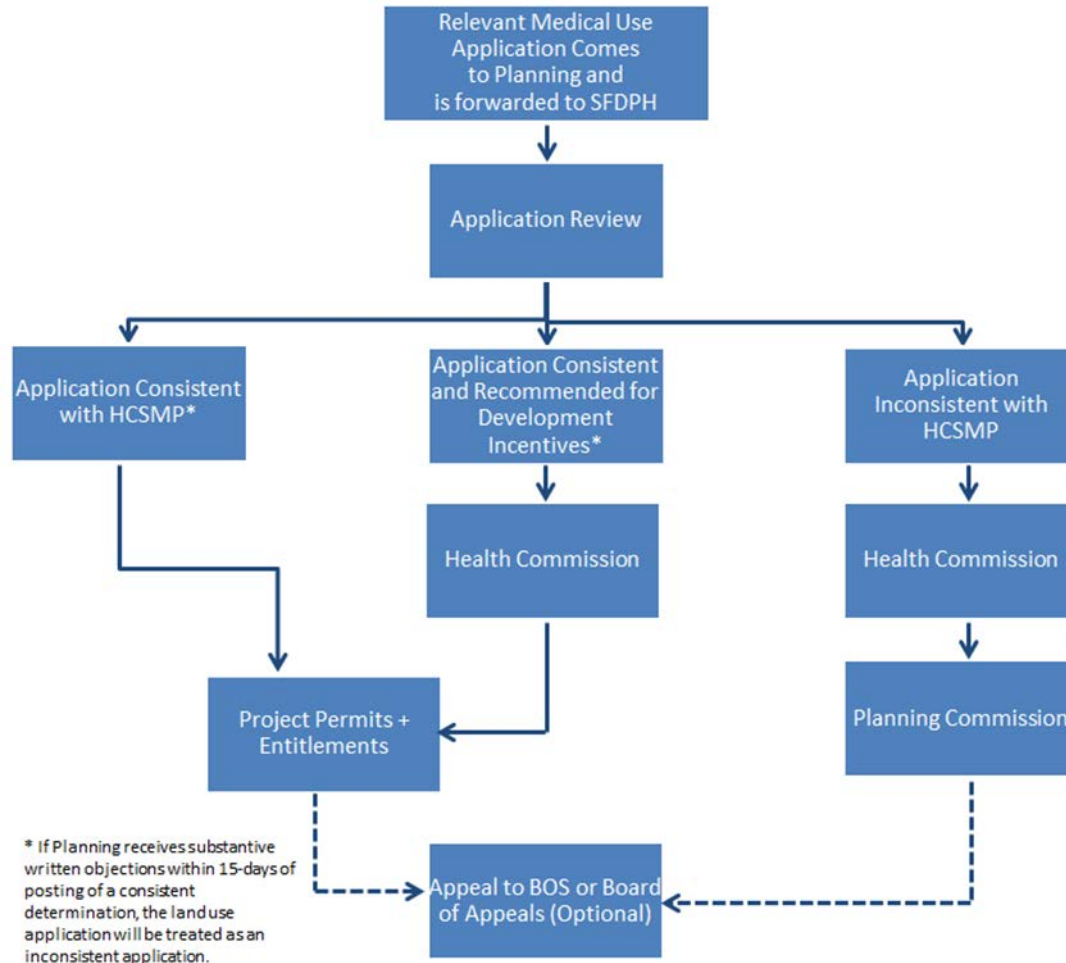 Relevant Medical Use
Application Comes
to Planning and
is forwarded to SFDPH
Application Review
Application Consistent
with HCSMP*
Application Consistent
and Recommended for
Development
Incentives*
Application
Inconsistent with
HCSMP
Health Commission
Health Commission
Project Permits +
Entitlements
Planning Commission
Appeal to BOS or Board
of Appeals (Optional)
* If Planning receives substantive
written objections within 15-days of
posting of a consistent
determination, the land use
application will be treated as an
inconsistent application.